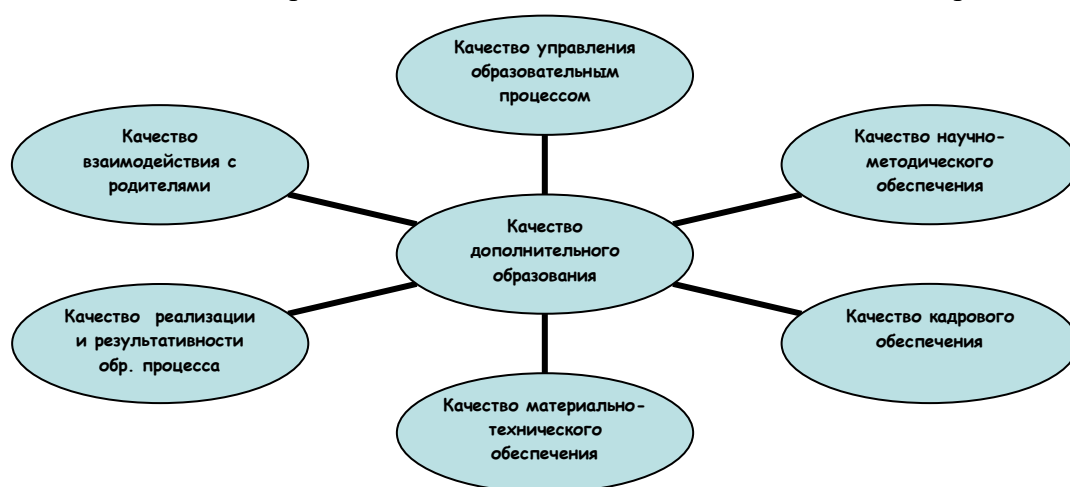 Качество управления
образовательным
процессом
Качество
взаимодействия с
родителями
Качество научно-
методического
обеспечения
Качество
дополнительного
образования
Качество реализации
и результативности
обр. процесса
Качество кадрового
обеспечения
Качество материально-
технического
обеспечения